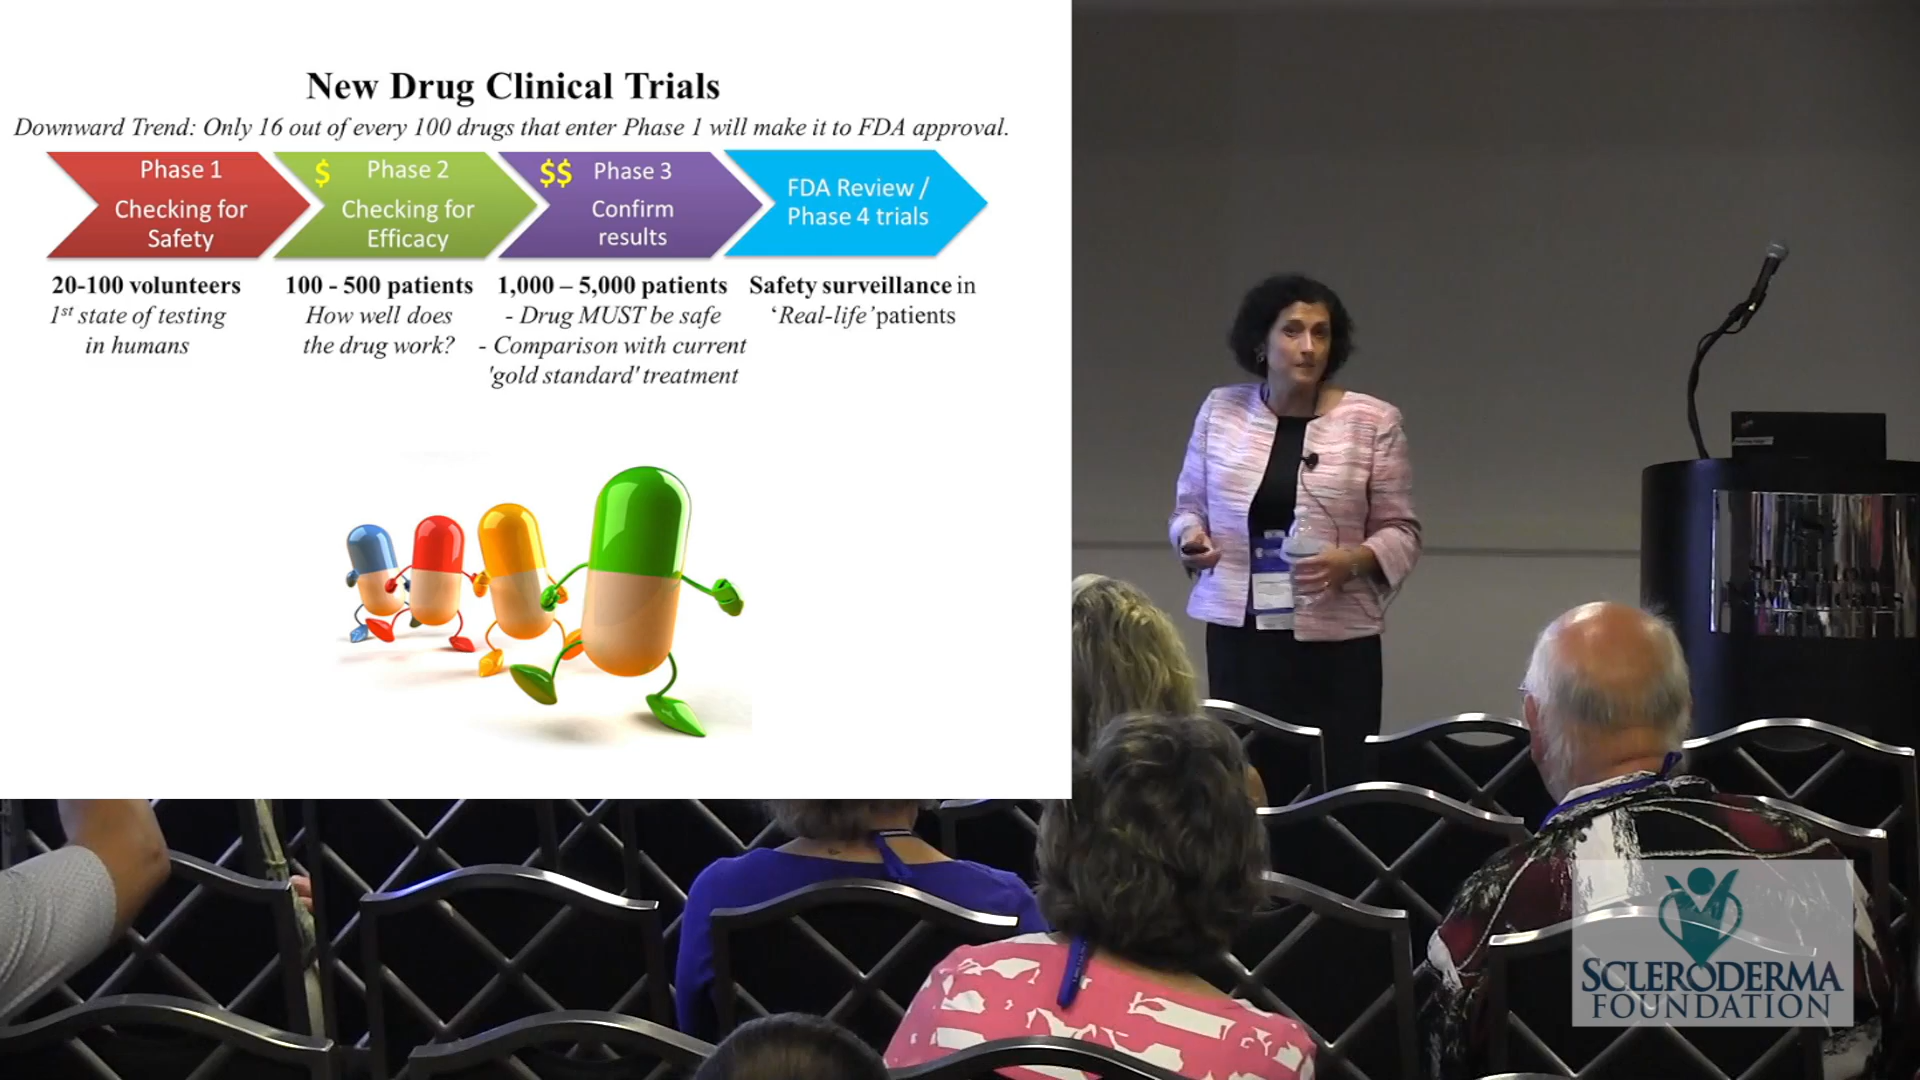 New Drug Clinical Trials
Downward Trend: Only 16 out of every 100 drugs that enter Phase 1 will make it to FDA approval.
Phase 1
Checking for
Safety
$ Phase 2
Checking for
Efficacy
$$ Phase 3
Confirm
results
FDA Review /
Phase 4 trials
20-100 volunteers
1st state of testing
in humans
100 - 500 patients
How well does
the drug work?
1,000 – 5,000 patients
- Drug MUST be safe
- Comparison with current
'gold standard' treatment
Safety surveillance in
‘Real-life’patients
SCLERODERMA
FOUNDATION